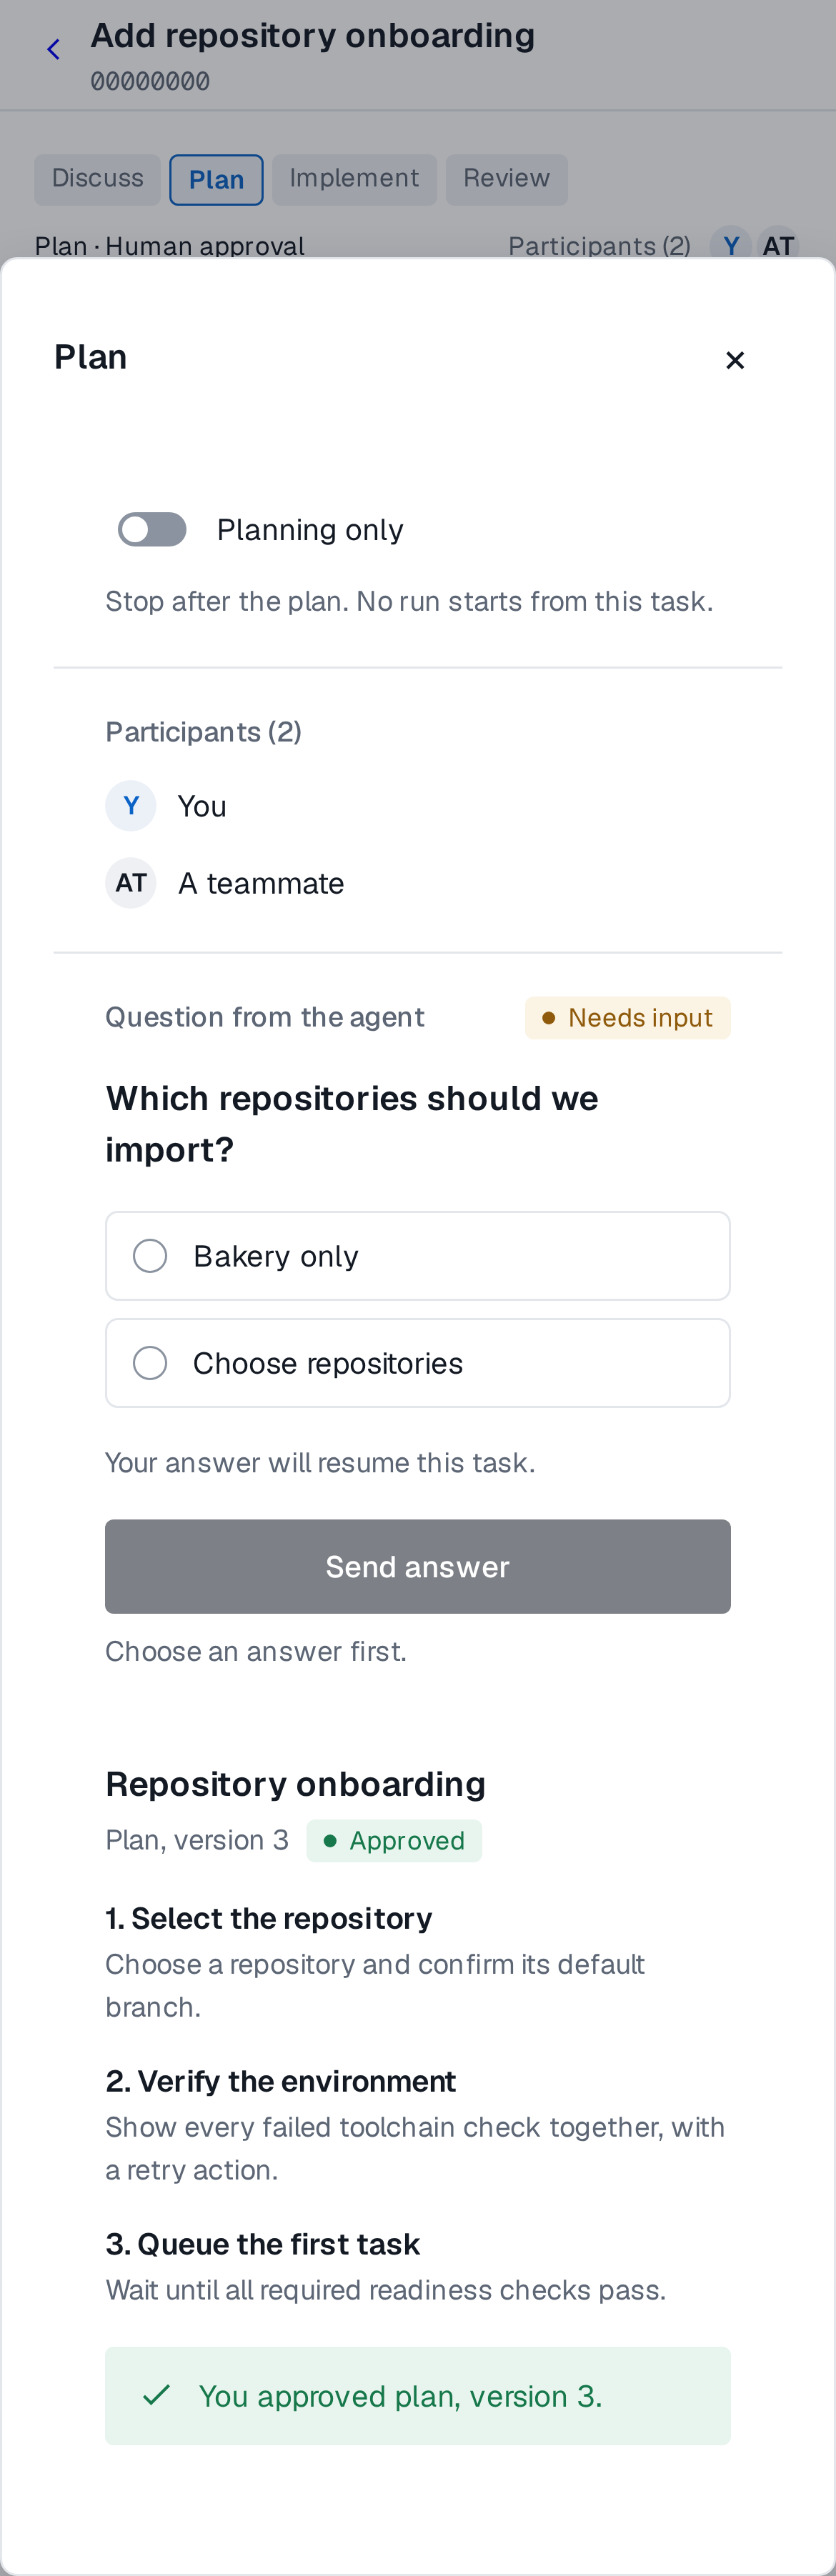 Add repository onboarding
00000000
Discuss
Plan
Implement
Review
Plan · Human approval
Participants (2)
Y
AT
Plan
×
Planning only
Stop after the plan. No run starts from this task.
Participants (2)
Y
You
AT
A teammate
Question from the agent
Needs input
Which repositories should we
import?
Bakery only
Choose repositories
Your answer will resume this task.
Send answer
Choose an answer first.
Repository onboarding
Plan, version 3
Approved
1. Select the repository
Choose a repository and confirm its default
branch.
2. Verify the environment
Show every failed toolchain check together, with
a retry action.
3. Queue the first task
Wait until all required readiness checks pass.
You approved plan, version 3.